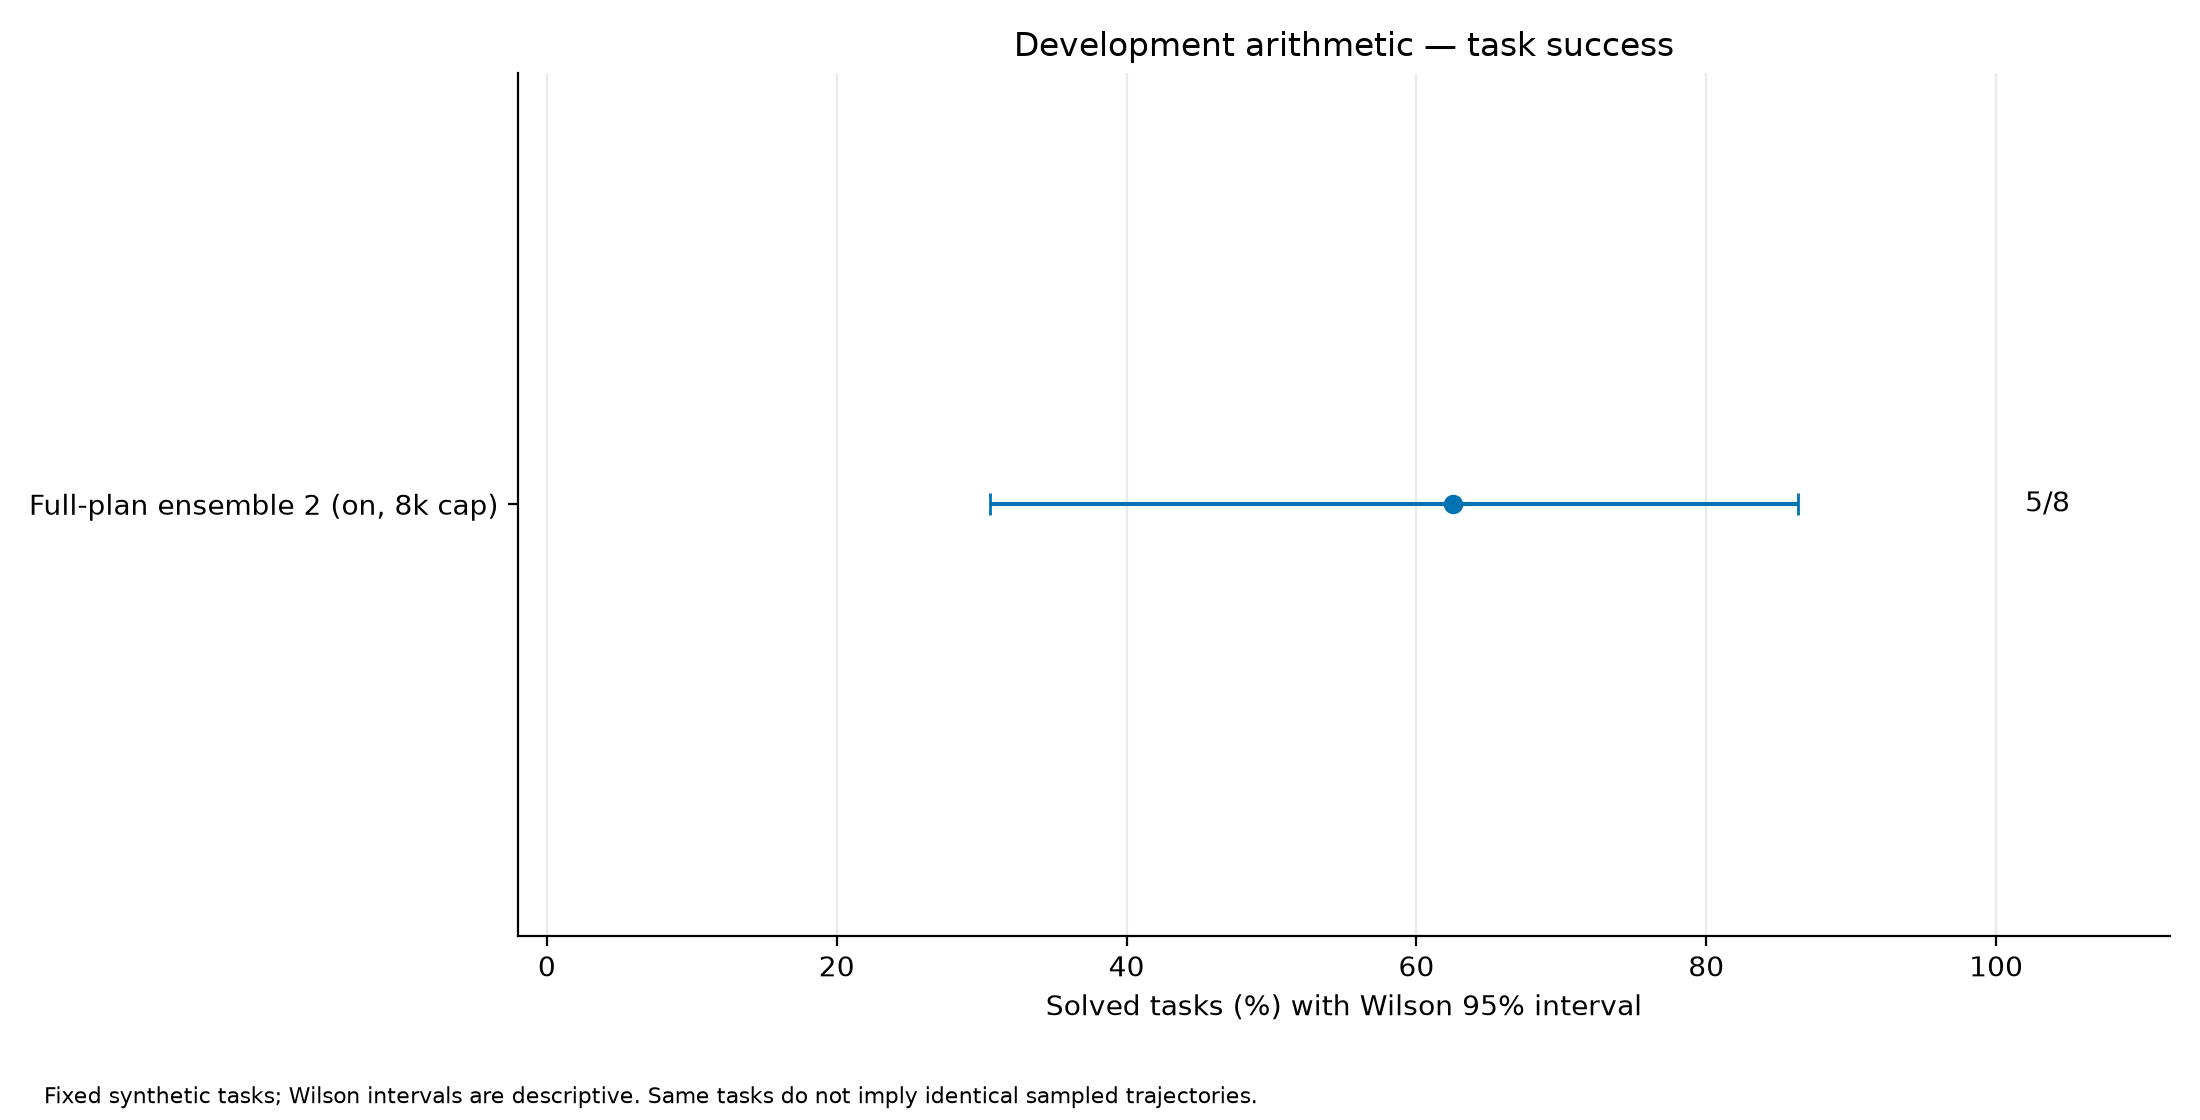 Development arithmetic — task success
Full-plan ensemble 2 (on, 8k cap)
5/8
0 20 40 60 80 100
Solved tasks (%) with Wilson 95% interval
Fixed synthetic tasks; Wilson intervals are descriptive. Same tasks do not imply identical sampled trajectories.